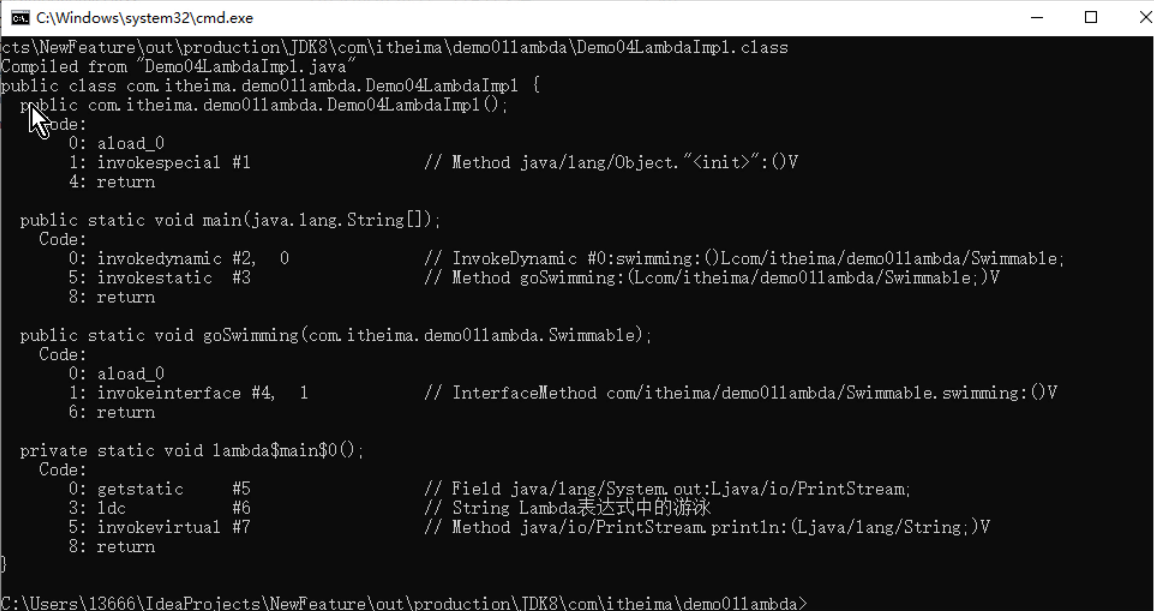 C:\Windows\system32\cmd.exe
cts\NewFeature\out\production\JDK8\com\itheima\demo01lambda\Demo04LambdaImpl.class
Compiled from "Demo04LambdaImpl.java"
public class com.itheima.demo01lambda.Demo04LambdaImpl {
  public com.itheima.demo01lambda.Demo04LambdaImpl();
    Code:
       0: aload_0
       1: invokespecial #1                  // Method java/lang/Object."<init>":()V
       4: return

  public static void main(java.lang.String[]);
    Code:
       0: invokedynamic #2,  0              // InvokeDynamic #0:swimming:()Lcom/itheima/demo01lambda/Swimmable;
       5: invokestatic  #3                  // Method goSwimming:(Lcom/itheima/demo01lambda/Swimmable;)V
       8: return

  public static void goSwimming(com.itheima.demo01lambda.Swimmable);
    Code:
       0: aload_0
       1: invokeinterface #4,  1            // InterfaceMethod com/itheima/demo01lambda/Swimmable.swimming:()V
       6: return

  private static void lambda$main$0();
    Code:
       0: getstatic     #5                  // Field java/lang/System.out:Ljava/io/PrintStream;
       3: ldc           #6                  // String Lambda表达式中的游泳
       5: invokevirtual #7                  // Method java/io/PrintStream.println:(Ljava/lang/String;)V
       8: return
}

C:\Users\13666\IdeaProjects\NewFeature\out\production\JDK8\com\itheima\demo01lambda>